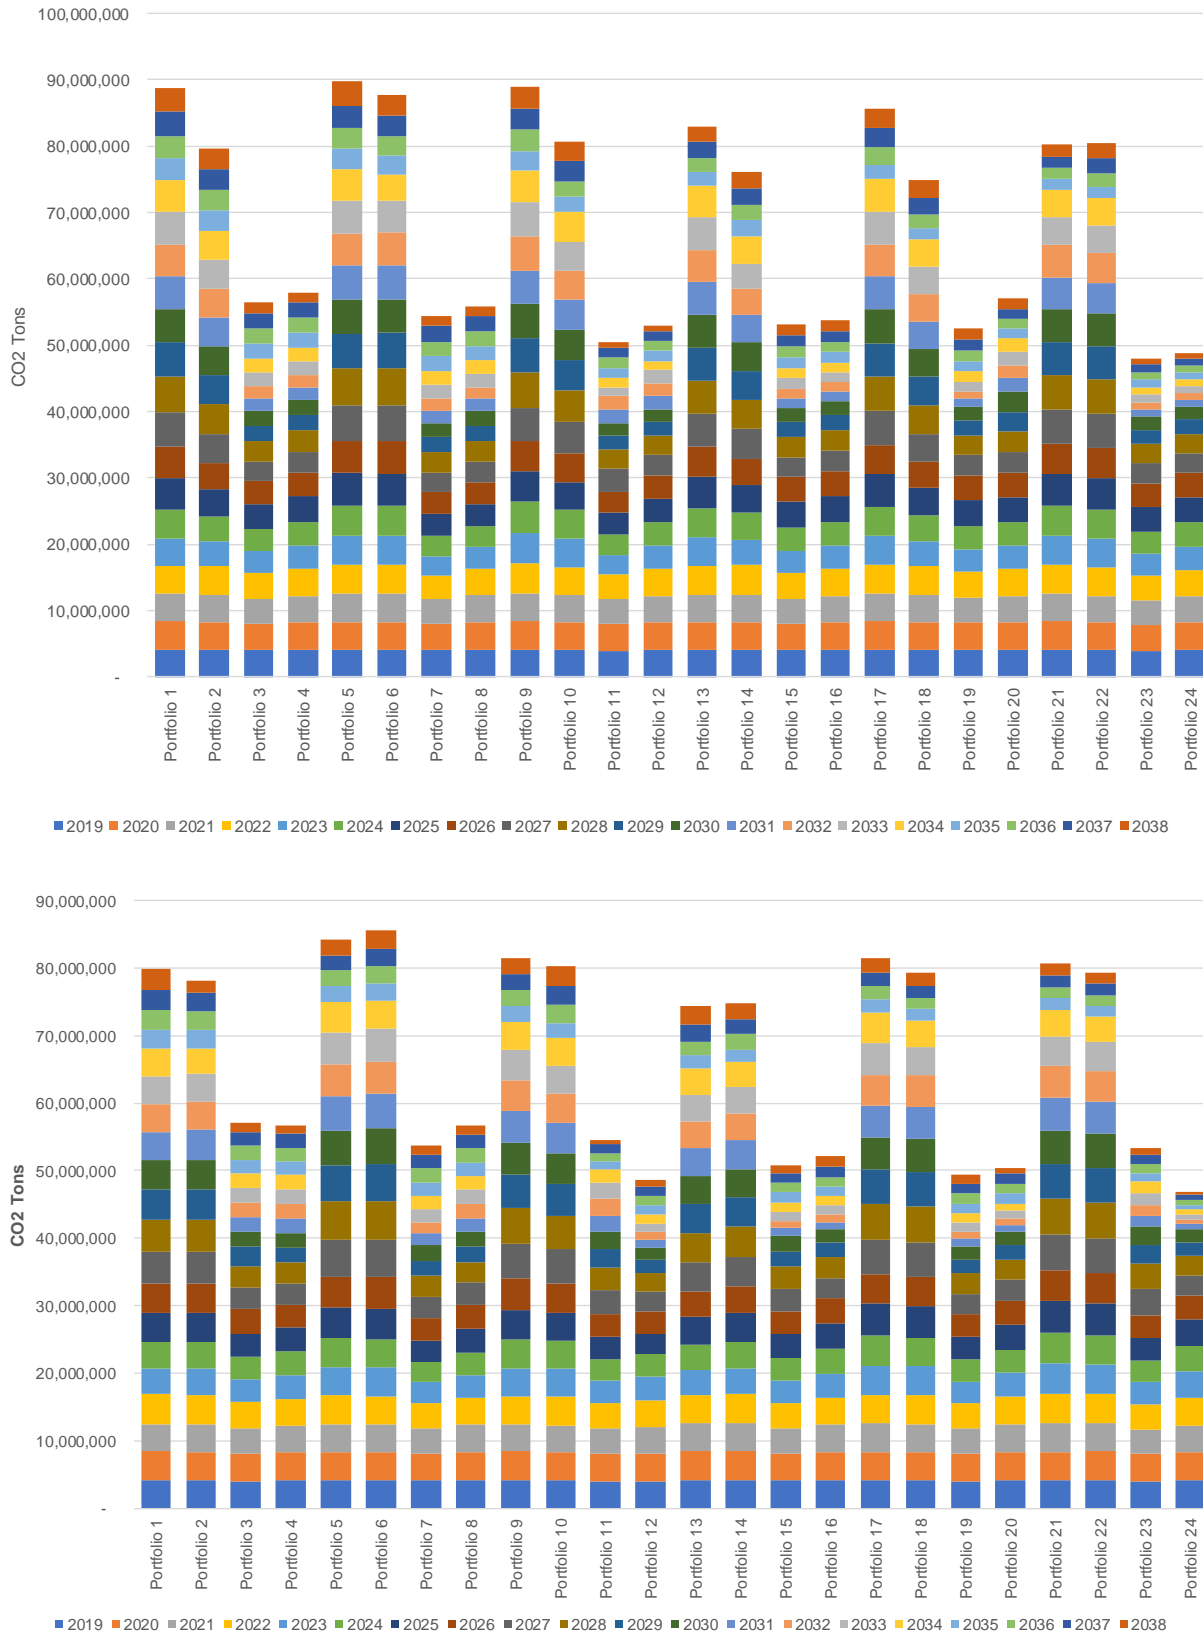 100,000,000
90,000,000
80,000,000
70,000,000
60,000,000
50,000,000
40,000,000
30,000,000
20,000,000
10,000,000
-
CO2 Tons
Portfolio 1
Portfolio 2
Portfolio 3
Portfolio 4
Portfolio 5
Portfolio 6
Portfolio 7
Portfolio 8
Portfolio 9
Portfolio 10
Portfolio 11
Portfolio 12
Portfolio 13
Portfolio 14
Portfolio 15
Portfolio 16
Portfolio 17
Portfolio 18
Portfolio 19
Portfolio 20
Portfolio 21
Portfolio 22
Portfolio 23
Portfolio 24
2019 2020 2021 2022 2023 2024 2025 2026 2027 2028 2029 2030 2031 2032 2033 2034 2035 2036 2037 2038
90,000,000
80,000,000
70,000,000
60,000,000
50,000,000
40,000,000
30,000,000
20,000,000
10,000,000
-
CO2 Tons
Portfolio 1
Portfolio 2
Portfolio 3
Portfolio 4
Portfolio 5
Portfolio 6
Portfolio 7
Portfolio 8
Portfolio 9
Portfolio 10
Portfolio 11
Portfolio 12
Portfolio 13
Portfolio 14
Portfolio 15
Portfolio 16
Portfolio 17
Portfolio 18
Portfolio 19
Portfolio 20
Portfolio 21
Portfolio 22
Portfolio 23
Portfolio 24
2019 2020 2021 2022 2023 2024 2025 2026 2027 2028 2029 2030 2031 2032 2033 2034 2035 2036 2037 2038